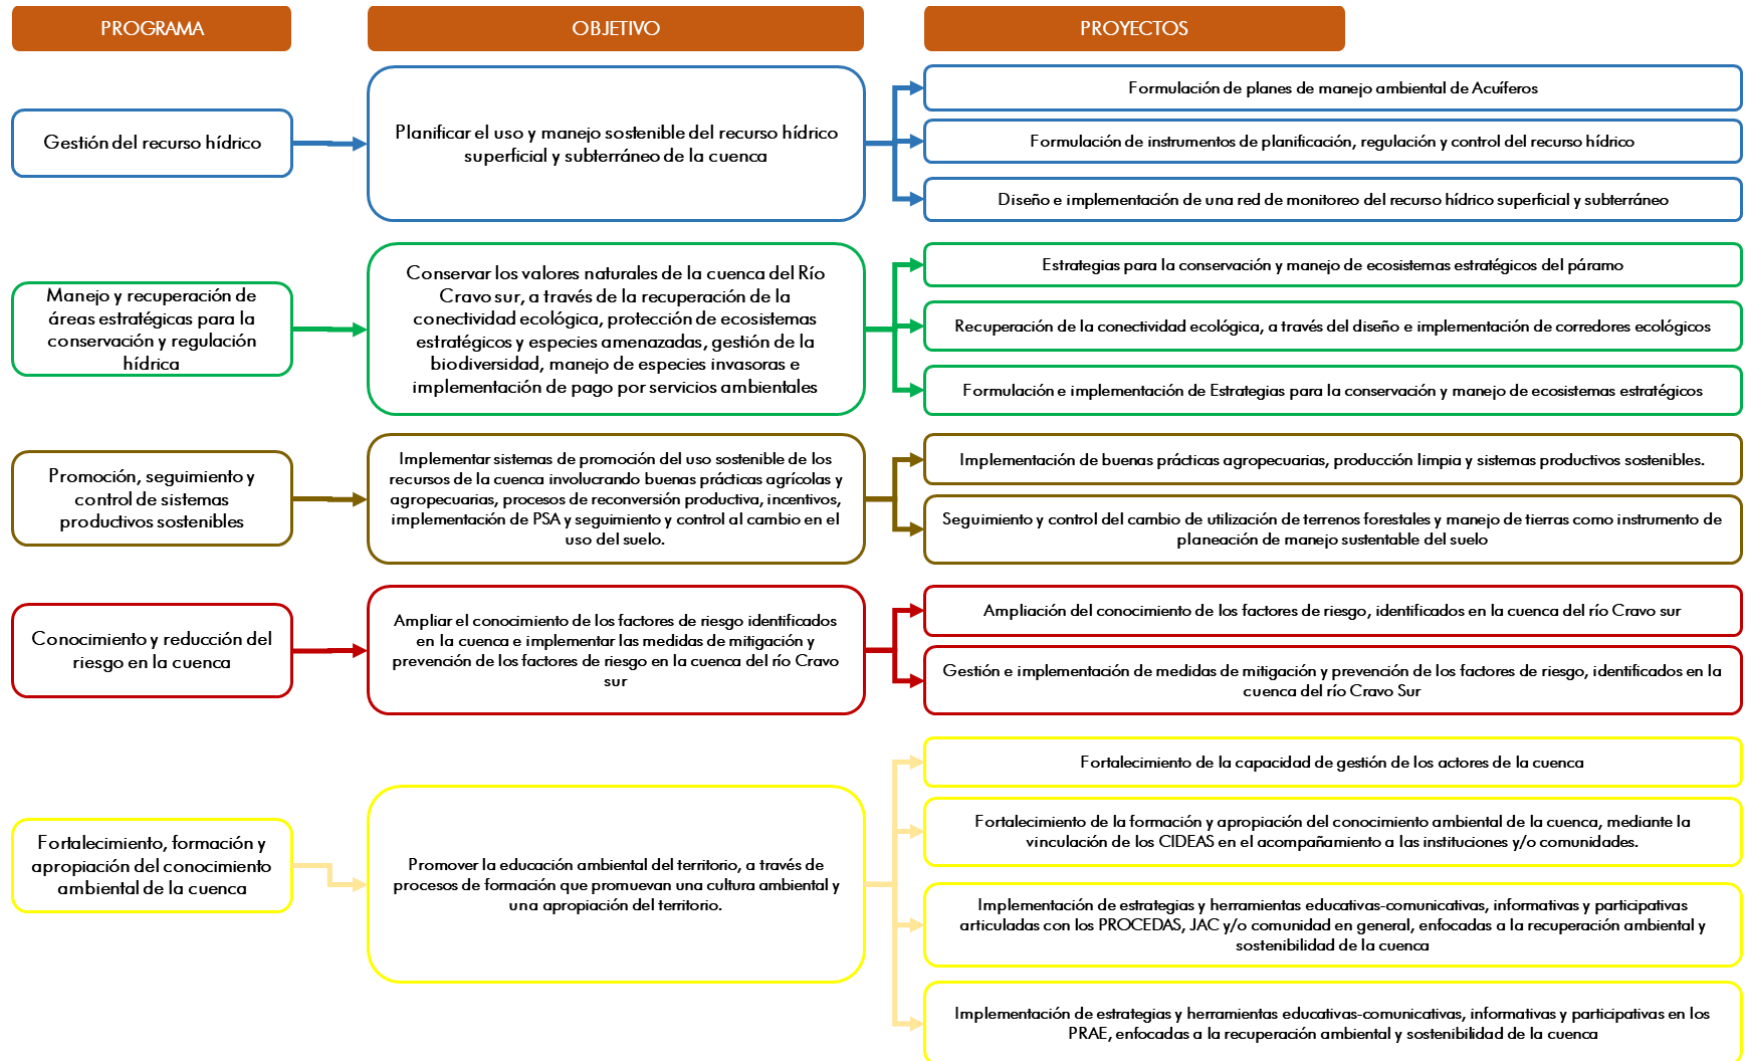 PROGRAMA
OBJETIVO
PROYECTOS
Gestión del recurso hídrico
Planificar el uso y manejo sostenible del recurso hídrico
superficial y subterráneo de la cuenca
Formulación de planes de manejo ambiental de Acuíferos
Formulación de instrumentos de planificación, regulación y control del recurso hídrico
Diseño e implementación de una red de monitoreo del recurso hídrico superficial y subterráneo
Manejo y recuperación de
áreas estratégicas para la
conservación y regulación
hídrica
Conservar los valores naturales de la cuenca del Río
Cravo sur, a través de la recuperación de la
conectividad ecológica, protección de ecosistemas
estratégicos y especies amenazadas, gestión de la
biodiversidad, manejo de especies invasoras e
implementación de pago por servicios ambientales
Estrategias para la conservación y manejo de ecosistemas estratégicos del páramo
Recuperación de la conectividad ecológica, a través del diseño e implementación de corredores ecológicos
Formulación e implementación de Estrategias para la conservación y manejo de ecosistemas estratégicos
Promoción, seguimiento y
control de sistemas
productivos sostenibles
Implementar sistemas de promoción del uso sostenible de los
recursos de la cuenca involucrando buenas prácticas agrícolas y
agropecuarias, procesos de reconversión productiva, incentivos,
implementación de PSA y seguimiento y control al cambio en el
uso del suelo.
Implementación de buenas prácticas agropecuarias, producción limpia y sistemas productivos sostenibles.
Seguimiento y control del cambio de utilización de terrenos forestales y manejo de tierras como instrumento de
planeación de manejo sustentable del suelo
Conocimiento y reducción del
riesgo en la cuenca
Ampliar el conocimiento de los factores de riesgo identificados
en la cuenca e implementar las medidas de mitigación y
prevención de los factores de riesgo en la cuenca del río Cravo
sur
Ampliación del conocimiento de los factores de riesgo, identificados en la cuenca del río Cravo sur
Gestión e implementación de medidas de mitigación y prevención de los factores de riesgo, identificados en la
cuenca del río Cravo Sur
Fortalecimiento, formación y
apropiación del conocimiento
ambiental de la cuenca
Promover la educación ambiental del territorio, a través de
procesos de formación que promuevan una cultura ambiental y
una apropiación del territorio.
Fortalecimiento de la capacidad de gestión de los actores de la cuenca
Fortalecimiento de la formación y apropiación del conocimiento ambiental de la cuenca, mediante la
vinculación de los CIDEAS en el acompañamiento a las instituciones y/o comunidades.
Implementación de estrategias y herramientas educativas-comunicativas, informativas y participativas
articuladas con los PROCEDAS, JAC y/o comunidad en general, enfocadas a la recuperación ambiental y
sostenibilidad de la cuenca
Implementación de estrategias y herramientas educativas-comunicativas, informativas y participativas en los
PRAE, enfocadas a la recuperación ambiental y sostenibilidad de la cuenca